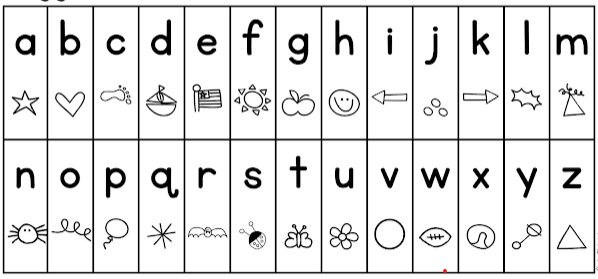 a b c d e f g h i j k l m
n o p q r s t u v w x y z